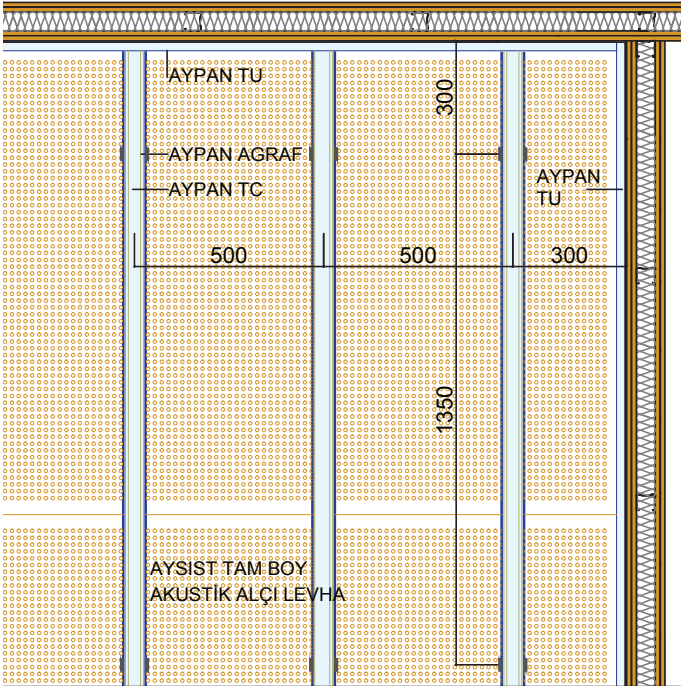 AYPAN TU
300
AYPAN AGRAF
AYPAN TC
AYPAN
TU
500
500
300
1350
AYSIST TAM BOY
AKUSTİK ALÇI LEVHA